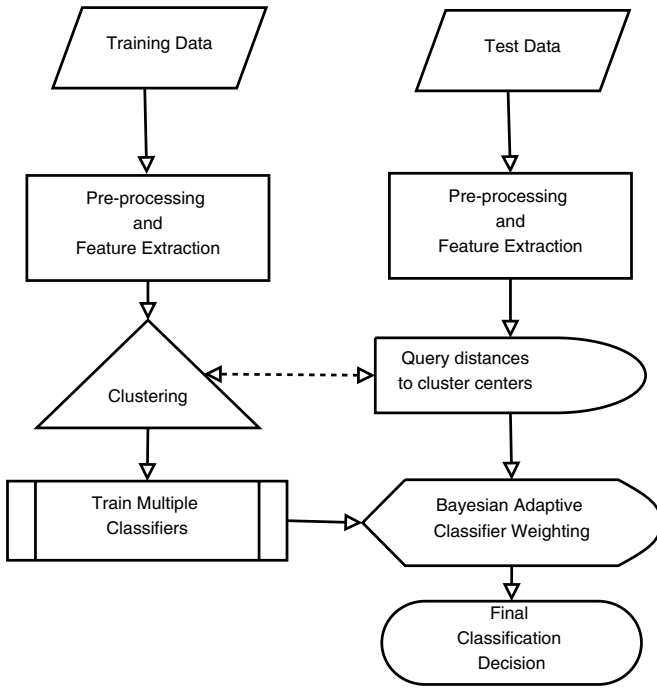 Training Data
Test Data
Pre-processing
and
Feature Extraction
Pre-processing
and
Feature Extraction
Clustering
Query distances
to cluster centers
Train Multiple
Classifiers
Bayesian Adaptive
Classifier Weighting
Final
Classification
Decision